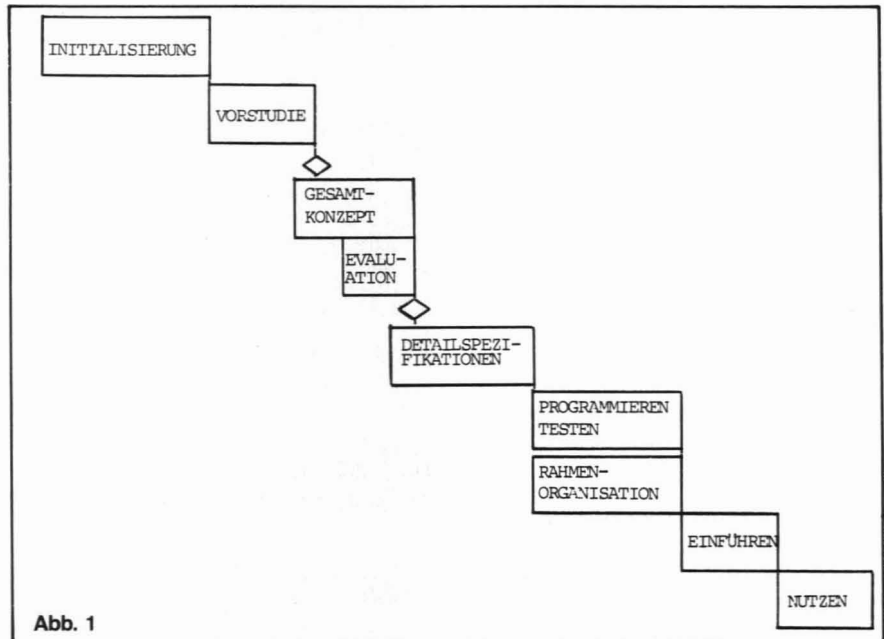 INITIALISIERUNG
VORSTUDIE
GESAMT-
KONZEPT
EVALU-
ATION
DETAILSPEZI-
FIKATIONEN
PROGRAMMIEREN
TESTEN
RAHMEN-
ORGANISATION
EINFÜHREN
NUTZEN
Abb. 1